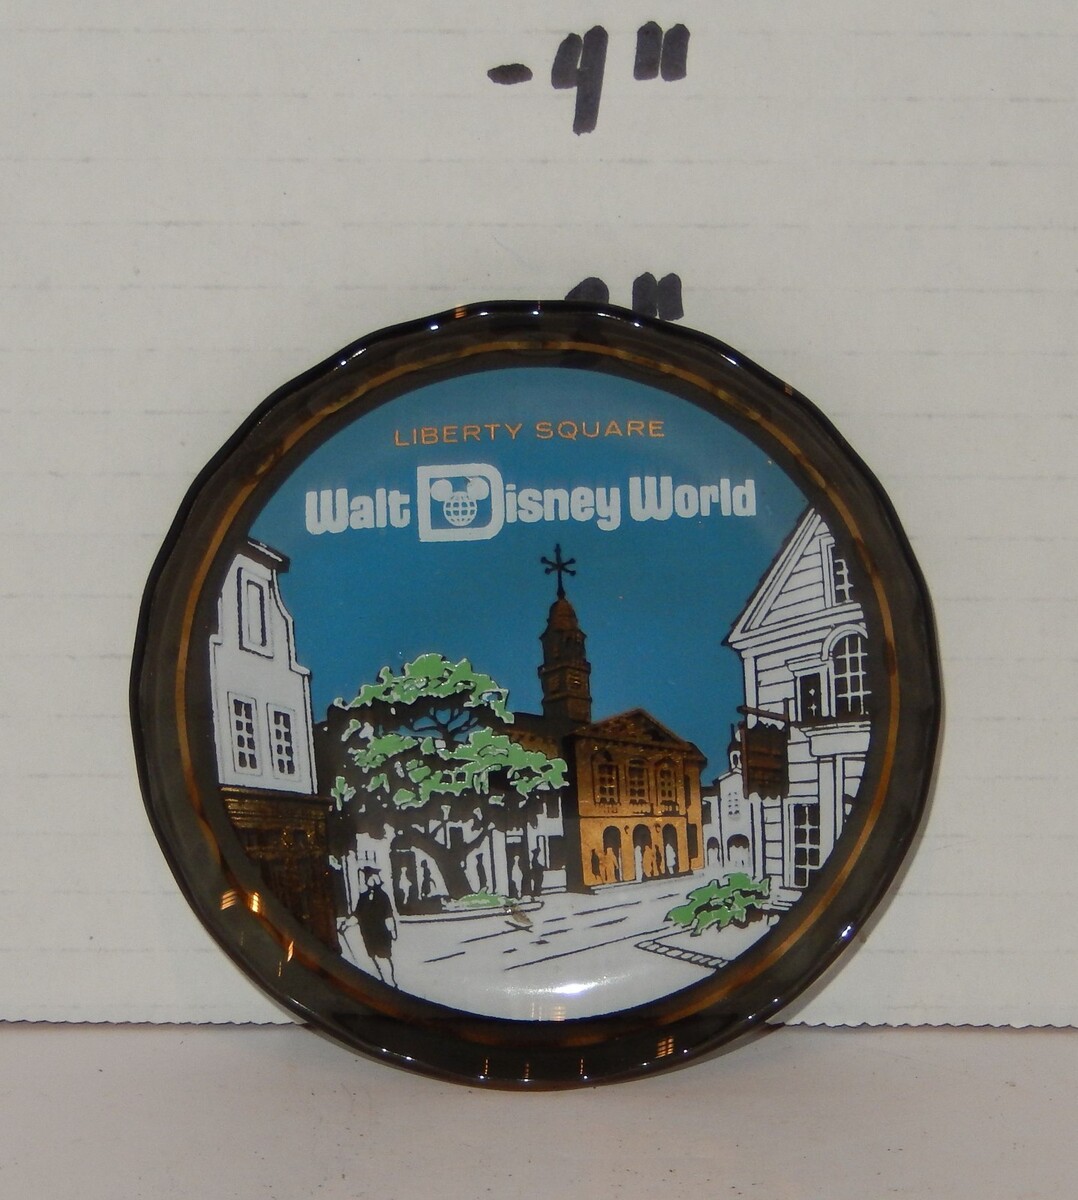 - 4"
"
LIBERTY SQUARE
Walt Disney World